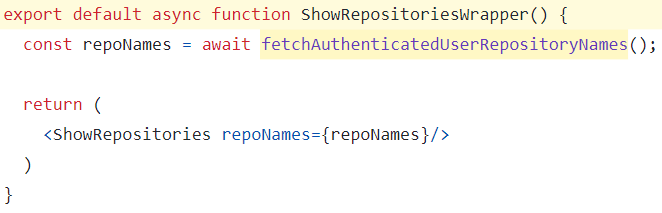 export default async function ShowRepositoriesWrapper() {
  const repoNames = await fetchAuthenticatedUserRepositoryNames();

  return (
    <ShowRepositories repoNames={repoNames}/>
  )
}